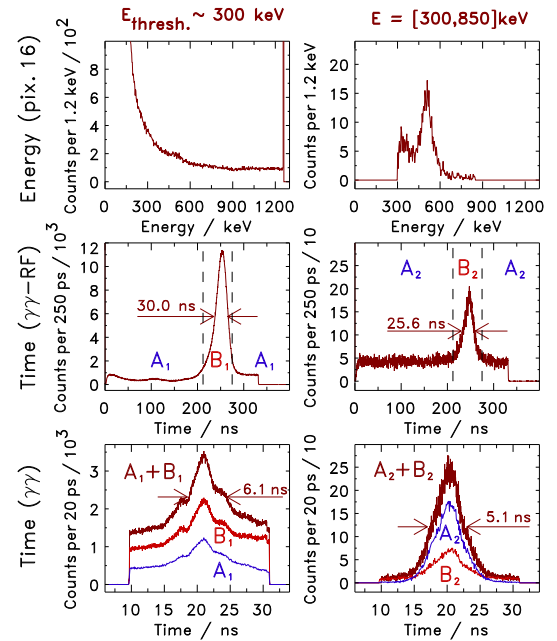 E_thresh. ~ 300 keV
E = [300,850]keV
Energy (pix. 16)
Counts per 1.2 keV / 10²
10
8
6
4
2
0
0 300 600 900 1200
Energy / keV
Counts per 1.2 keV
20
15
10
5
0
0 300 600 900 1200
Energy / keV
Time (γγ−RF)
Counts per 250 ps / 10³
12
10
8
6
4
2
0
30.0 ns
A₁ B₁ A₁
0 100 200 300
Time / ns
Counts per 250 ps / 10
25
20
15
10
5
0
A₂ B₂ A₂
25.6 ns
0 100 200 300
Time / ns
Time (γγ)
Counts per 20 ps / 10³
3
2
1
0
A₁+B₁
6.1 ns
B₁
A₁
10 15 20 25 30
Time / ns
Counts per 20 ps / 10
25
20
15
10
5
0
A₂+B₂
5.1 ns
A₂
B₂
10 15 20 25 30
Time / ns